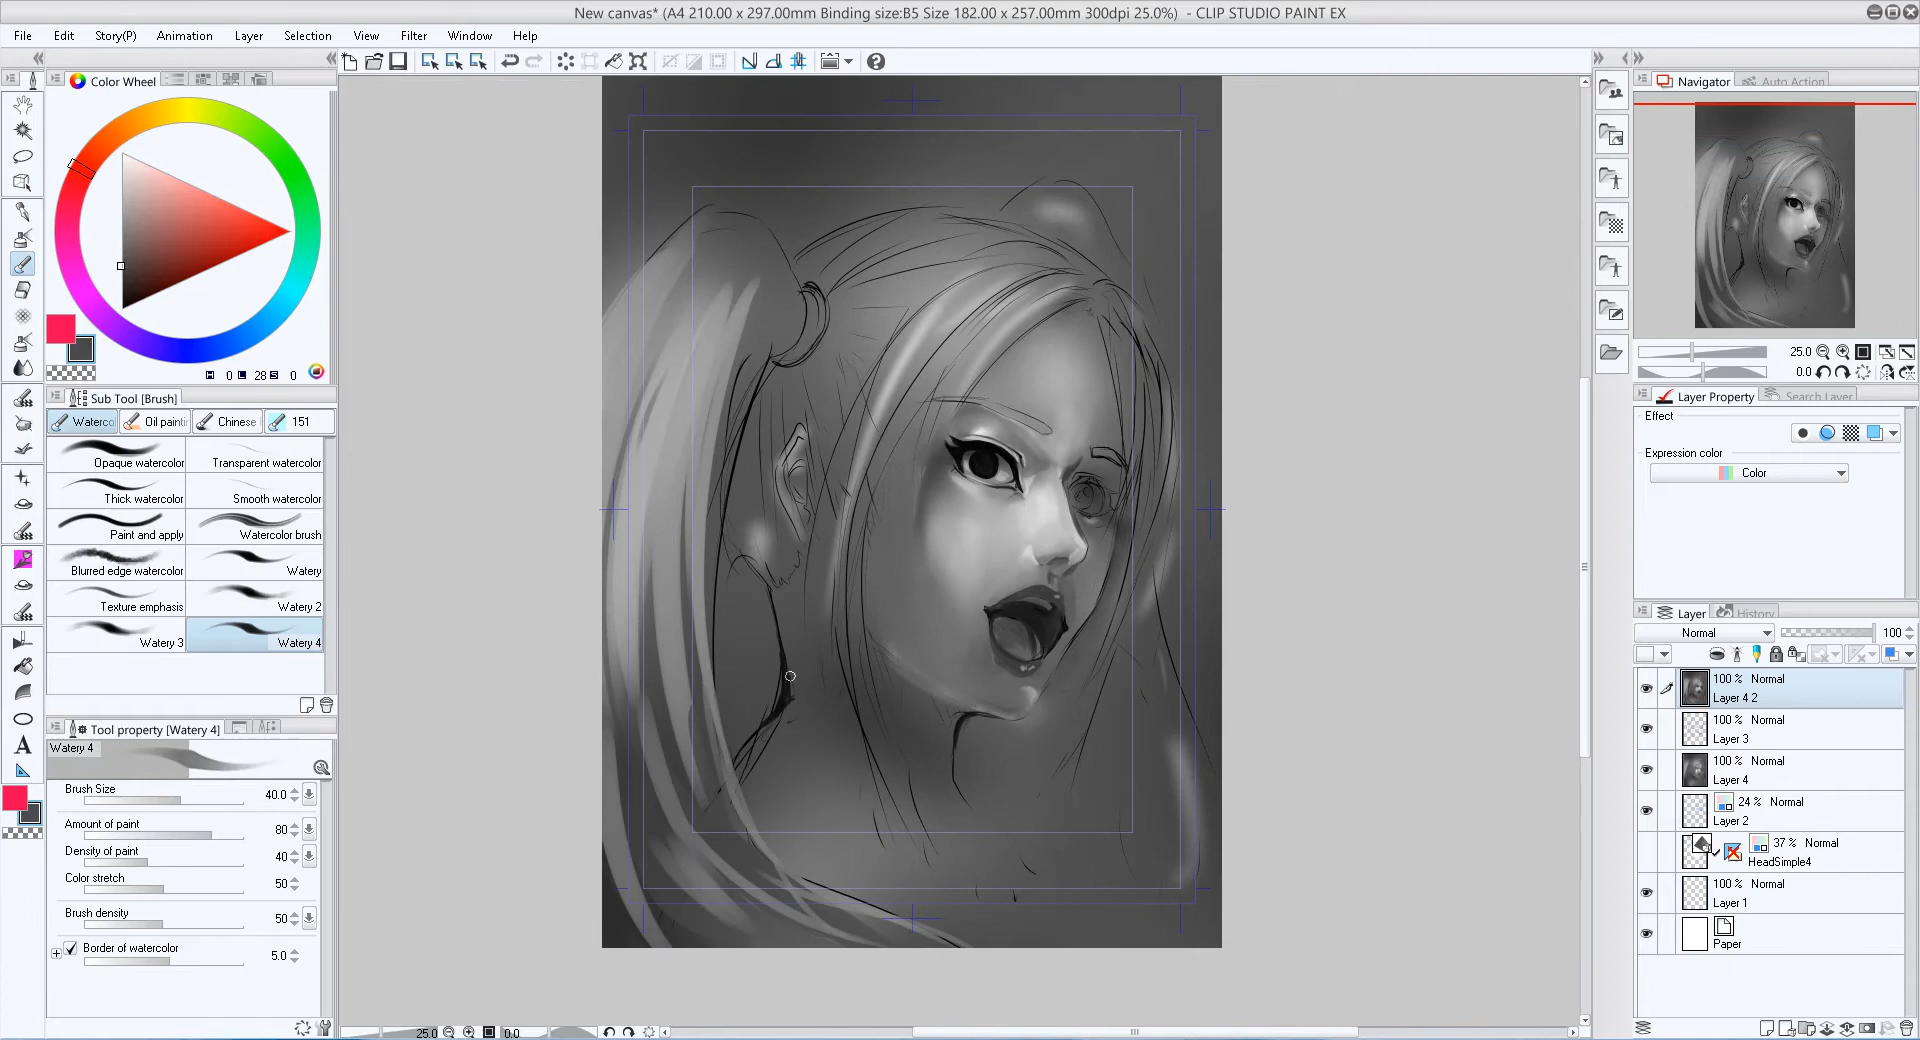 New canvas* (A4 210.00 x 297.00mm Binding size:B5 Size 182.00 x 257.00mm 300dpi 25.0%)  - CLIP STUDIO PAINT EX
File Edit Story(P) Animation Layer Selection Filter View Window Help
Color Wheel
H 0 L 28 S 0
Sub Tool [Brush]
Waterco Oil paintin Chinese 151
Opaque watercolor Transparent watercolor
Thick watercolor Smooth watercolor
Paint and apply Watercolor brush
Blurred edge watercolor Watery
Texture emphasis Watery 2
Watery 3 Watery 4
Tool property [Watery 4]
Watery 4
Brush Size 40.0
Amount of paint 80
Density of paint 40
Color stretch 50
Brush density 50
Border of watercolor 5.0
A
25.0 0.0
Navigator Auto Action
25.0
0.0
Layer Property Search Layer
Effect
Expression color
Color
Layer History
Normal 100
100 % Normal
Layer 4 2
100 % Normal
Layer 3
100 % Normal
Layer 4
24 % Normal
Layer 2
37 % Normal
HeadSimple4
100 % Normal
Layer 1
Paper